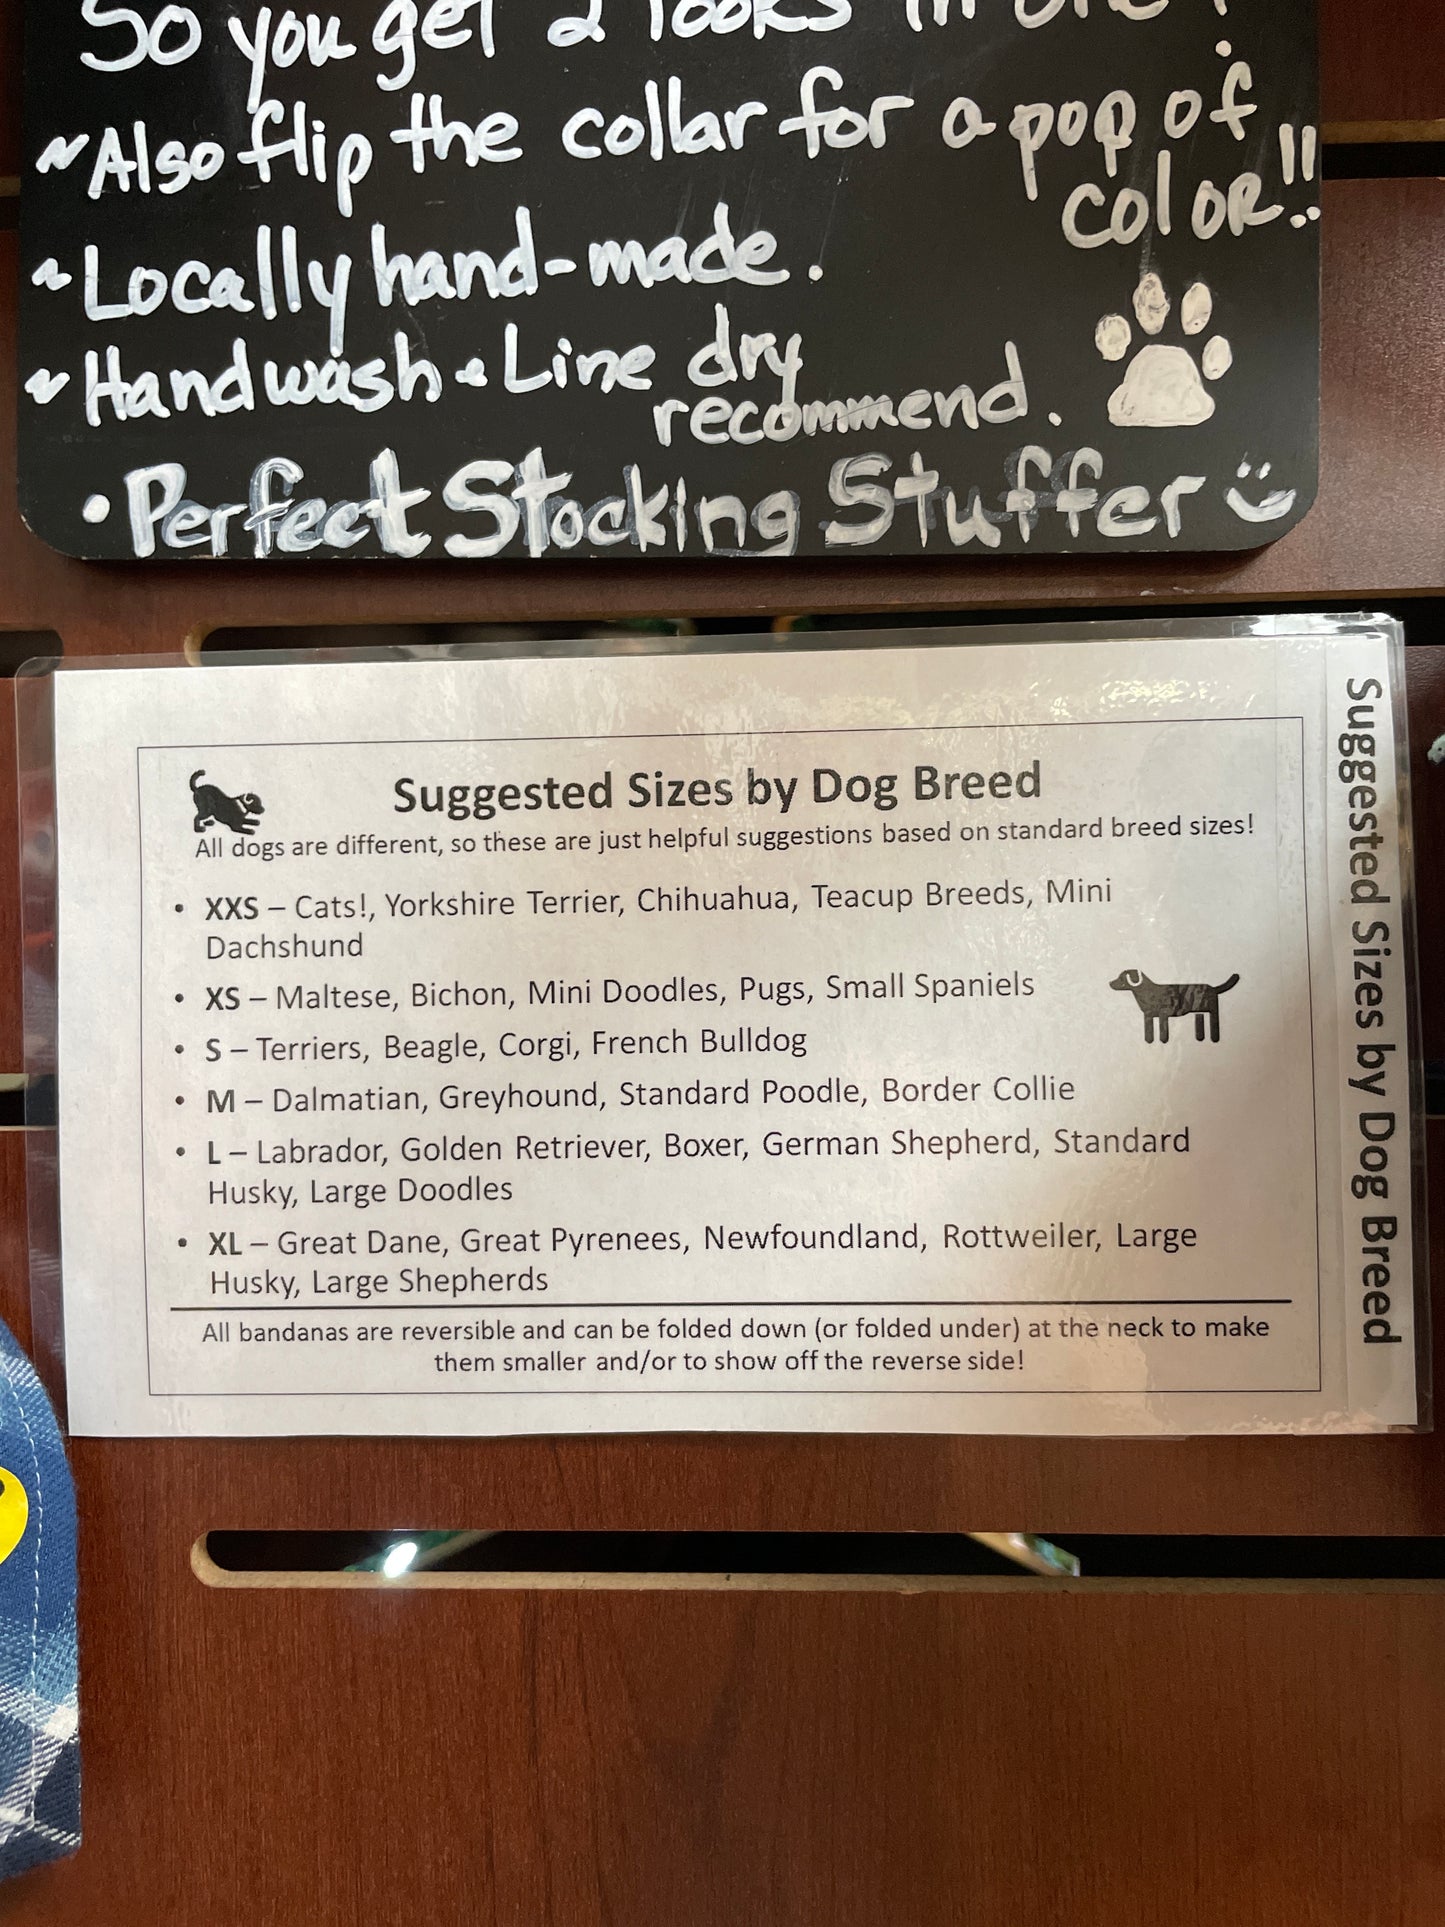 So you get 2 looks in one!
~Also flip the collar for a pop of
color!!
~Locally hand-made.
~Handwash & Line dry
recommend.
• Perfect Stocking Stuffer
Suggested Sizes by Dog Breed
All dogs are different, so these are just helpful suggestions based on standard breed sizes!
• XXS – Cats!, Yorkshire Terrier, Chihuahua, Teacup Breeds, Mini
Dachshund
• XS – Maltese, Bichon, Mini Doodles, Pugs, Small Spaniels
• S – Terriers, Beagle, Corgi, French Bulldog
• M – Dalmatian, Greyhound, Standard Poodle, Border Collie
• L – Labrador, Golden Retriever, Boxer, German Shepherd, Standard
Husky, Large Doodles
• XL – Great Dane, Great Pyrenees, Newfoundland, Rottweiler, Large
Husky, Large Shepherds
All bandanas are reversible and can be folded down (or folded under) at the neck to make
them smaller and/or to show off the reverse side!
Suggested Sizes by Dog Breed